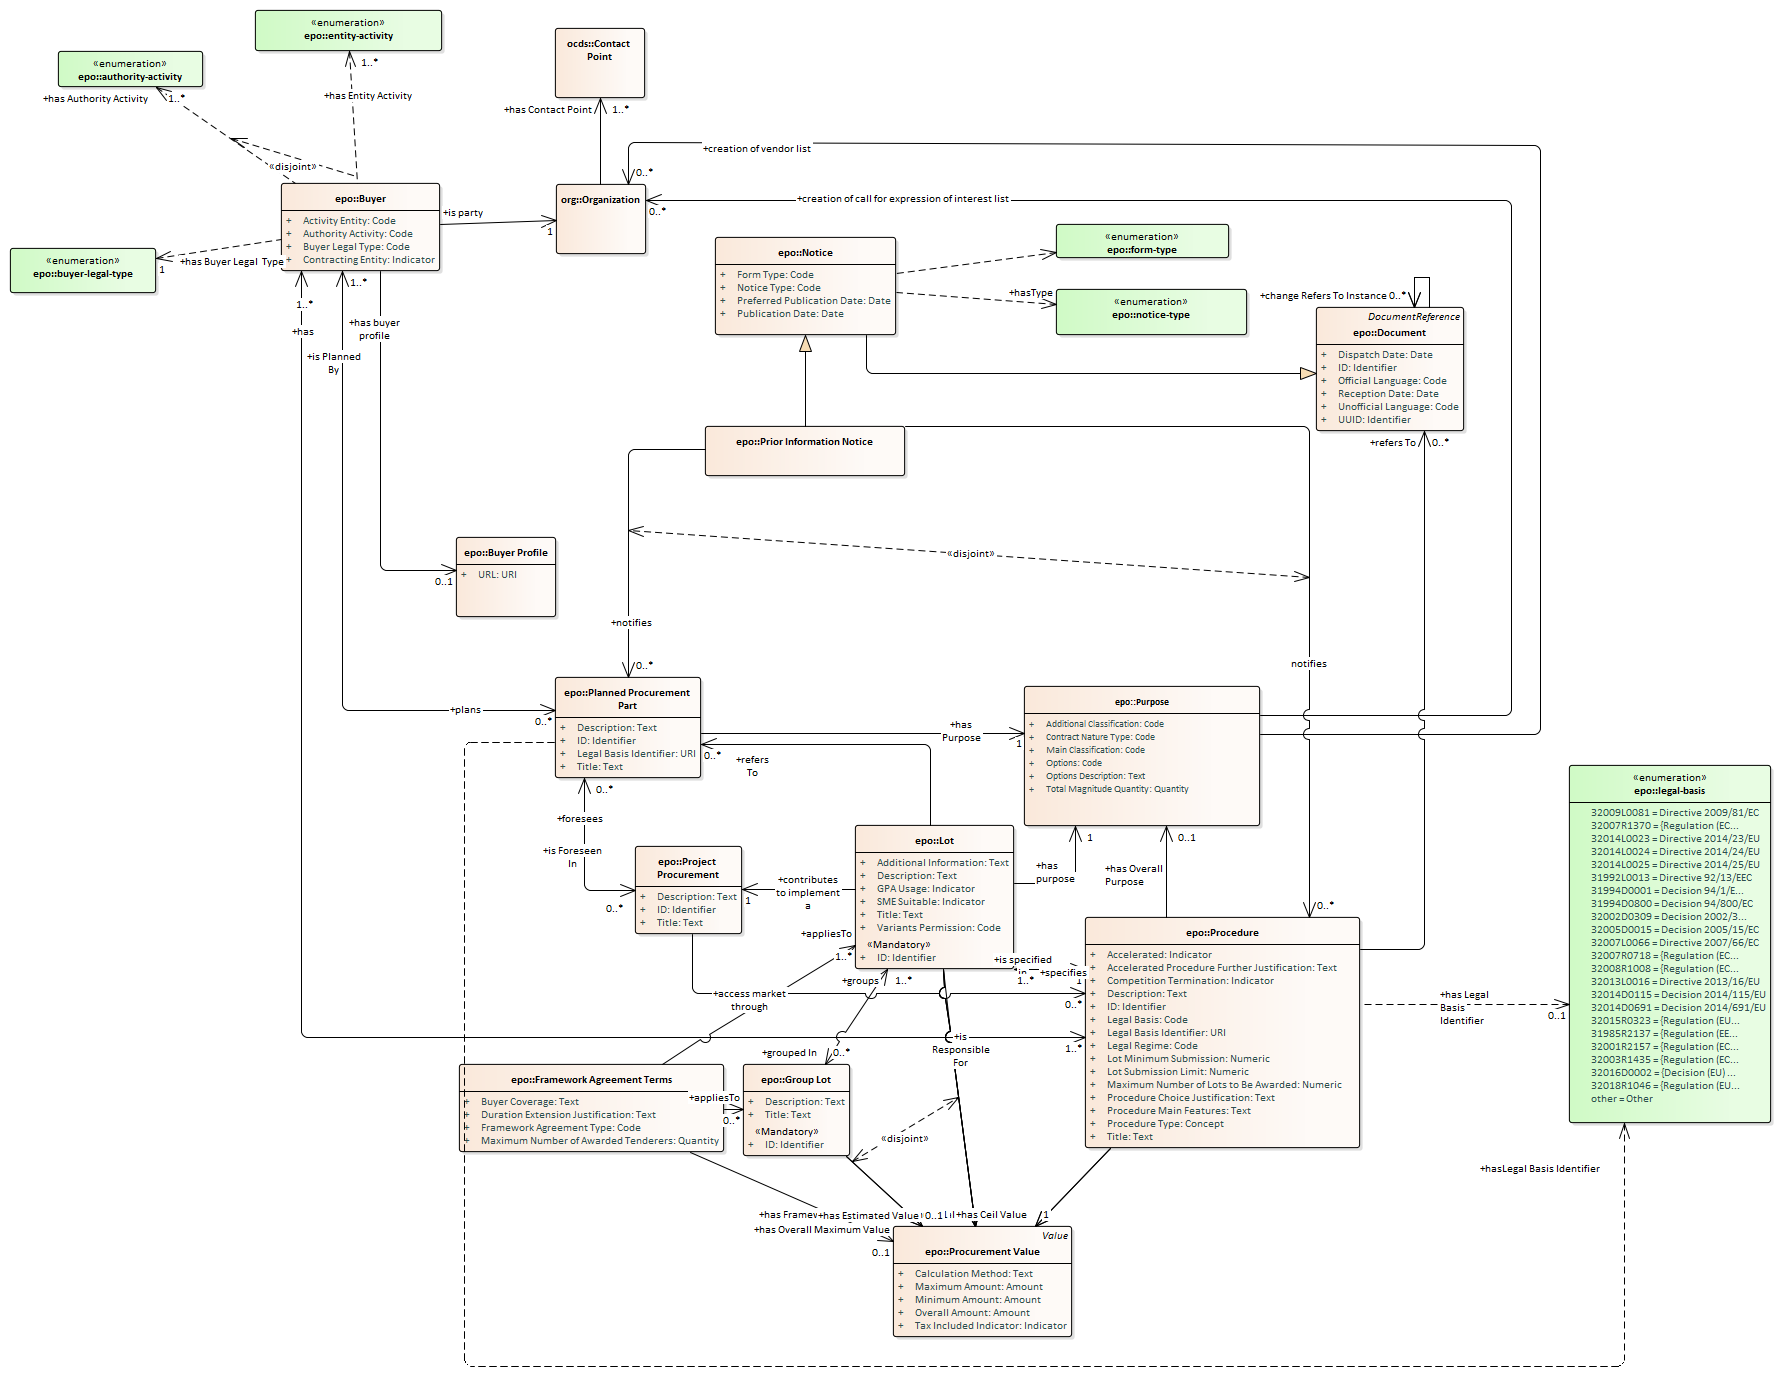 «enumeration»
epo::entity-activity
1..*
+has Entity Activity
«enumeration»
epo::authority-activity
+has Authority Activity
1..*
«disjoint»
ocds::Contact
Point
+has Contact Point
1..*
+creation of vendor list
0..*
+creation of call for expression of interest list
0..*
epo::Buyer
+ Activity Entity: Code
+ Authority Activity: Code
+ Buyer Legal Type: Code
+ Contracting Entity: Indicator
+is party
1
org::Organization
«enumeration»
epo::buyer-legal-type
1
+has Buyer Legal Type
epo::Notice
+ Form Type: Code
+ Notice Type: Code
+ Preferred Publication Date: Date
+ Publication Date: Date
«enumeration»
epo::form-type
+hasType
«enumeration»
epo::notice-type
+change Refers To Instance 0..*
DocumentReference
epo::Document
+ Dispatch Date: Date
+ ID: Identifier
+ Official Language: Code
+ Reception Date: Date
+ Unofficial Language: Code
+ UUID: Identifier
+refers To
0..*
1..*
+has
1..*
+is Planned
By
+has buyer
profile
epo::Prior Information Notice
«disjoint»
epo::Buyer Profile
+ URL: URI
0..1
+notifies
0..*
notifies
0..*
+plans
0..*
epo::Planned Procurement
Part
+ Description: Text
+ ID: Identifier
+ Legal Basis Identifier: URI
+ Title: Text
+has
Purpose
1
0..*
+refers
To
epo::Purpose
+ Additional Classification: Code
+ Contract Nature Type: Code
+ Main Classification: Code
+ Options: Code
+ Options Description: Text
+ Total Magnitude Quantity: Quantity
0..*
+foresees
+is Foreseen
In
0..*
epo::Project
Procurement
+ Description: Text
+ ID: Identifier
+ Title: Text
+contributes
to implement
a
1
epo::Lot
+ Additional Information: Text
+ Description: Text
+ GPA Usage: Indicator
+ SME Suitable: Indicator
+ Title: Text
+ Variants Permission: Code
«Mandatory»
+ ID: Identifier
1
+has
purpose
0..1
+has Overall
Purpose
+appliesTo
1..*
+groups
1..*
+is specified
in
1..*
+specifies
1
+access market
through
0..*
epo::Procedure
+ Accelerated: Indicator
+ Accelerated Procedure Further Justification: Text
+ Competition Termination: Indicator
+ Description: Text
+ ID: Identifier
+ Legal Basis: Code
+ Legal Basis Identifier: URI
+ Legal Regime: Code
+ Lot Minimum Submission: Numeric
+ Lot Submission Limit: Numeric
+ Maximum Number of Lots to Be Awarded: Numeric
+ Procedure Choice Justification: Text
+ Procedure Main Features: Text
+ Procedure Type: Concept
+ Title: Text
+has Legal
Basis
Identifier
0..1
«enumeration»
epo::legal-basis
32009L0081 = Directive 2009/81/EC
32007R1370 = {Regulation (EC...
32014L0023 = Directive 2014/23/EU
32014L0024 = Directive 2014/24/EU
32014L0025 = Directive 2014/25/EU
31992L0013 = Directive 92/13/EEC
31994D0001 = Decision 94/1/E...
31994D0800 = Decision 94/800/EC
32002D0309 = Decision 2002/3...
32005D0015 = Decision 2005/15/EC
32007L0066 = Directive 2007/66/EC
32007R0718 = {Regulation (EC...
32008R1008 = {Regulation (EC...
32013L0016 = Directive 2013/16/EU
32014D0115 = Decision 2014/115/EU
32014D0691 = Decision 2014/691/EU
32015R0323 = {Regulation (EU...
31985R2137 = {Regulation (EE...
32001R2157 = {Regulation (EC...
32003R1435 = {Regulation (EC...
32016D0002 = {Decision (EU) ...
32018R1046 = {Regulation (EU...
other = Other
+hasLegal Basis Identifier
+is
Responsible
For
1..*
+grouped In
0..*
epo::Framework Agreement Terms
+ Buyer Coverage: Text
+ Duration Extension Justification: Text
+ Framework Agreement Type: Code
+ Maximum Number of Awarded Tenderers: Quantity
+appliesTo
0..*
epo::Group Lot
+ Description: Text
+ Title: Text
«Mandatory»
+ ID: Identifier
«disjoint»
+has Estimated Value
0..1
+has Ceil Value
1
+has Overall Maximum Value
0..1
Value
epo::Procurement Value
+ Calculation Method: Text
+ Maximum Amount: Amount
+ Minimum Amount: Amount
+ Overall Amount: Amount
+ Tax Included Indicator: Indicator